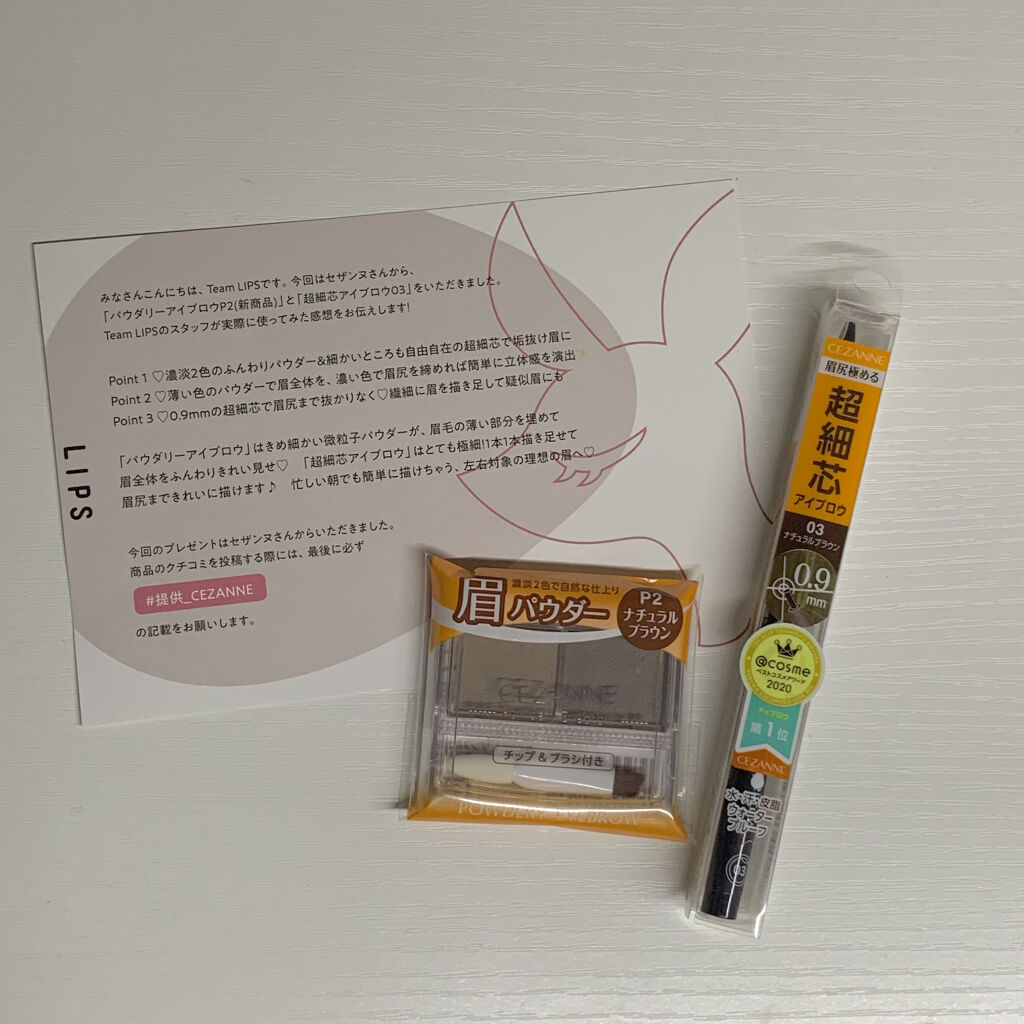 みなさんこんにちは、Team LIPSです。今回はセザンヌさんから、
「パウダリーアイブロウP2(新商品)」と「超細芯アイブロウ03」をいただきました。
Team LIPSのスタッフが実際に使ってみた感想をお伝えします!
Point 1 ♡濃淡2色のふんわりパウダー&細かいところも自由自在の超細芯で垢抜け眉に
Point 2 ♡薄い色のパウダーで眉全体を、濃い色で眉尻を締めれば簡単に立体感を演出
Point 3 ♡0.9mmの超細芯で眉尻まで抜かりなく♡繊細に眉を描き足して疑似眉にも
「パウダリーアイブロウ」はきめ細かい微粒子パウダーが、眉毛の薄い部分を埋めて
眉全体をふんわりきれい見せ♡ 「超細芯アイブロウ」はとても極細!1本1本描き足せて
眉尻まできれいに描けます♪ 忙しい朝でも簡単に描けちゃう、左右対象の理想の眉へ♡
今回のプレゼントはセザンヌさんからいただきました。
商品のクチコミを投稿する際には、最後に必ず
#提供_CEZANNE
の記載をお願いします。
LIPS
濃淡2色で自然な仕上り
眉パウダー
P2
ナチュラル
ブラウン
CEZANNE
チップ & ブラシ付き
POWDERY EYEBROW
CEZANNE
眉尻極める
超細芯
アイブロウ
03
ナチュラルブラウン
0.9
mm
@cosme
ベストコスメアワード
2020
アイブロウ
第1位
CEZANNE
水・汗・皮脂
ウォーター
プルーフ
03